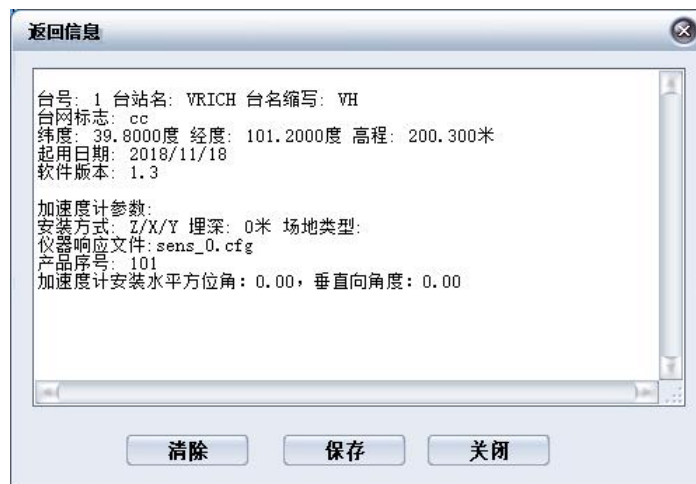 返回信息
台号: 1 台站名: VRICH 台名缩写: VH
台网标志: cc
纬度: 39.8000度 经度: 101.2000度 高程: 200.300米
起用日期: 2018/11/18
软件版本: 1.3
加速度计参数:
安装方式: Z/X/Y 埋深: 0米 场地类型:
仪器响应文件:sens_0.cfg
产品序号: 101
加速度计安装水平方位角：0.00，垂直向角度：0.00
清除 保存 关闭